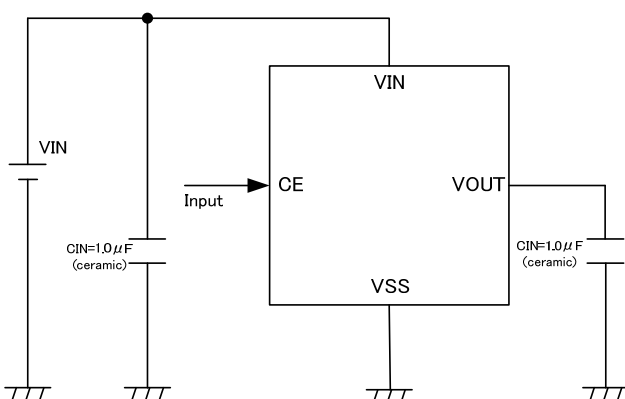 VIN
VIN
CE
VOUT
Input
CIN=1.0μF
(ceramic)
CIN=1.0μF
(ceramic)
VSS